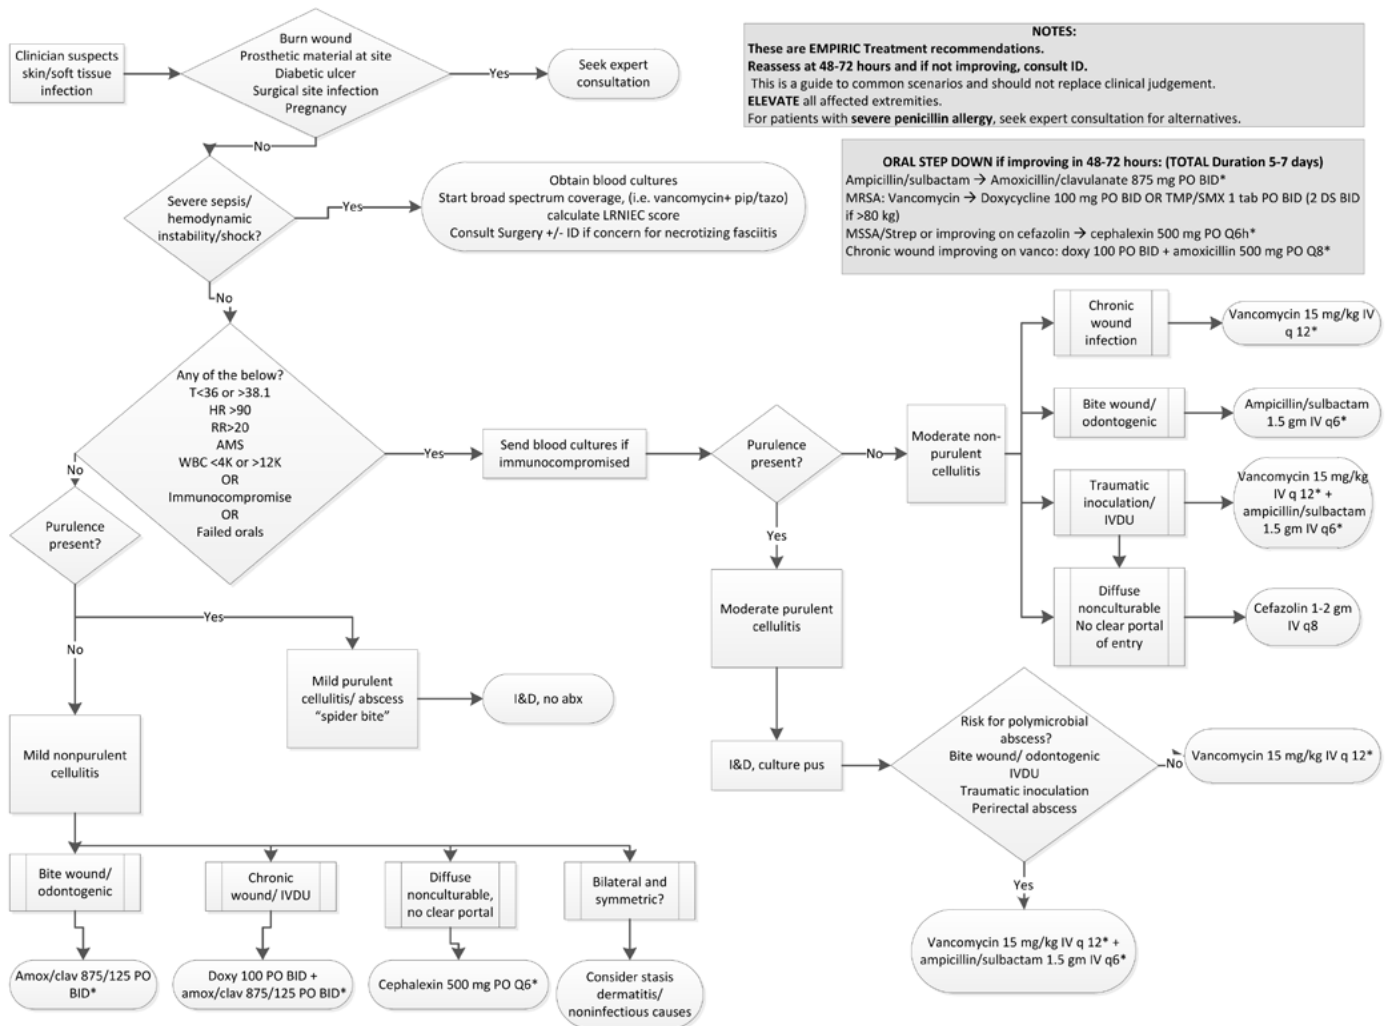 Clinician suspects
skin/soft tissue
infection
Burn wound
Prosthetic material at site
Diabetic ulcer
Surgical site infection
Pregnancy
Yes
Seek expert
consultation
NOTES:
These are EMPIRIC Treatment recommendations.
Reassess at 48-72 hours and if not improving, consult ID.
This is a guide to common scenarios and should not replace clinical judgement.
ELEVATE all affected extremities.
For patients with severe penicillin allergy, seek expert consultation for alternatives.
No
Severe sepsis/
hemodynamic
instability/shock?
Yes
Obtain blood cultures
Start broad spectrum coverage, (i.e. vancomycin+ pip/tazo)
calculate LRNIEC score
Consult Surgery +/- ID if concern for necrotizing fasciitis
ORAL STEP DOWN if improving in 48-72 hours: (TOTAL Duration 5-7 days)
Ampicillin/sulbactam → Amoxicillin/clavulanate 875 mg PO BID*
MRSA: Vancomycin → Doxycycline 100 mg PO BID OR TMP/SMX 1 tab PO BID (2 DS BID
if >80 kg)
MSSA/Strep or improving on cefazolin → cephalexin 500 mg PO Q6h*
Chronic wound improving on vanco: doxy 100 PO BID + amoxicillin 500 mg PO Q8*
No
Any of the below?
T<36 or >38.1
HR >90
RR>20
AMS
WBC <4K or >12K
OR
Immunocompromise
OR
Failed orals
Yes
Send blood cultures if
immunocompromised
Purulence
present?
No
Moderate non-
purulent
cellulitis
Chronic
wound
infection
Vancomycin 15 mg/kg IV
q 12*
Bite wound/
odontogenic
Ampicillin/sulbactam
1.5 gm IV q6*
Traumatic
inoculation/
IVDU
Vancomycin 15 mg/kg
IV q 12* +
ampicillin/sulbactam
1.5 gm IV q6*
Diffuse
nonculturable
No clear portal
of entry
Cefazolin 1-2 gm
IV q8
Yes
Moderate purulent
cellulitis
I&D, culture pus
Risk for polymicrobial
abscess?
Bite wound/ odontogenic
IVDU
Traumatic inoculation
Perirectal abscess
No
Vancomycin 15 mg/kg IV q 12*
Yes
Vancomycin 15 mg/kg IV q 12* +
ampicillin/sulbactam 1.5 gm IV q6*
No
Purulence
present?
Yes
Mild purulent
cellulitis/ abscess
“spider bite”
I&D, no abx
No
Mild nonpurulent
cellulitis
Bite wound/
odontogenic
Amox/clav 875/125 PO
BID*
Chronic
wound/ IVDU
Doxy 100 PO BID +
amox/clav 875/125 PO BID*
Diffuse
nonculturable,
no clear portal
Cephalexin 500 mg PO Q6*
Bilateral and
symmetric?
Consider stasis
dermatitis/
noninfectious causes